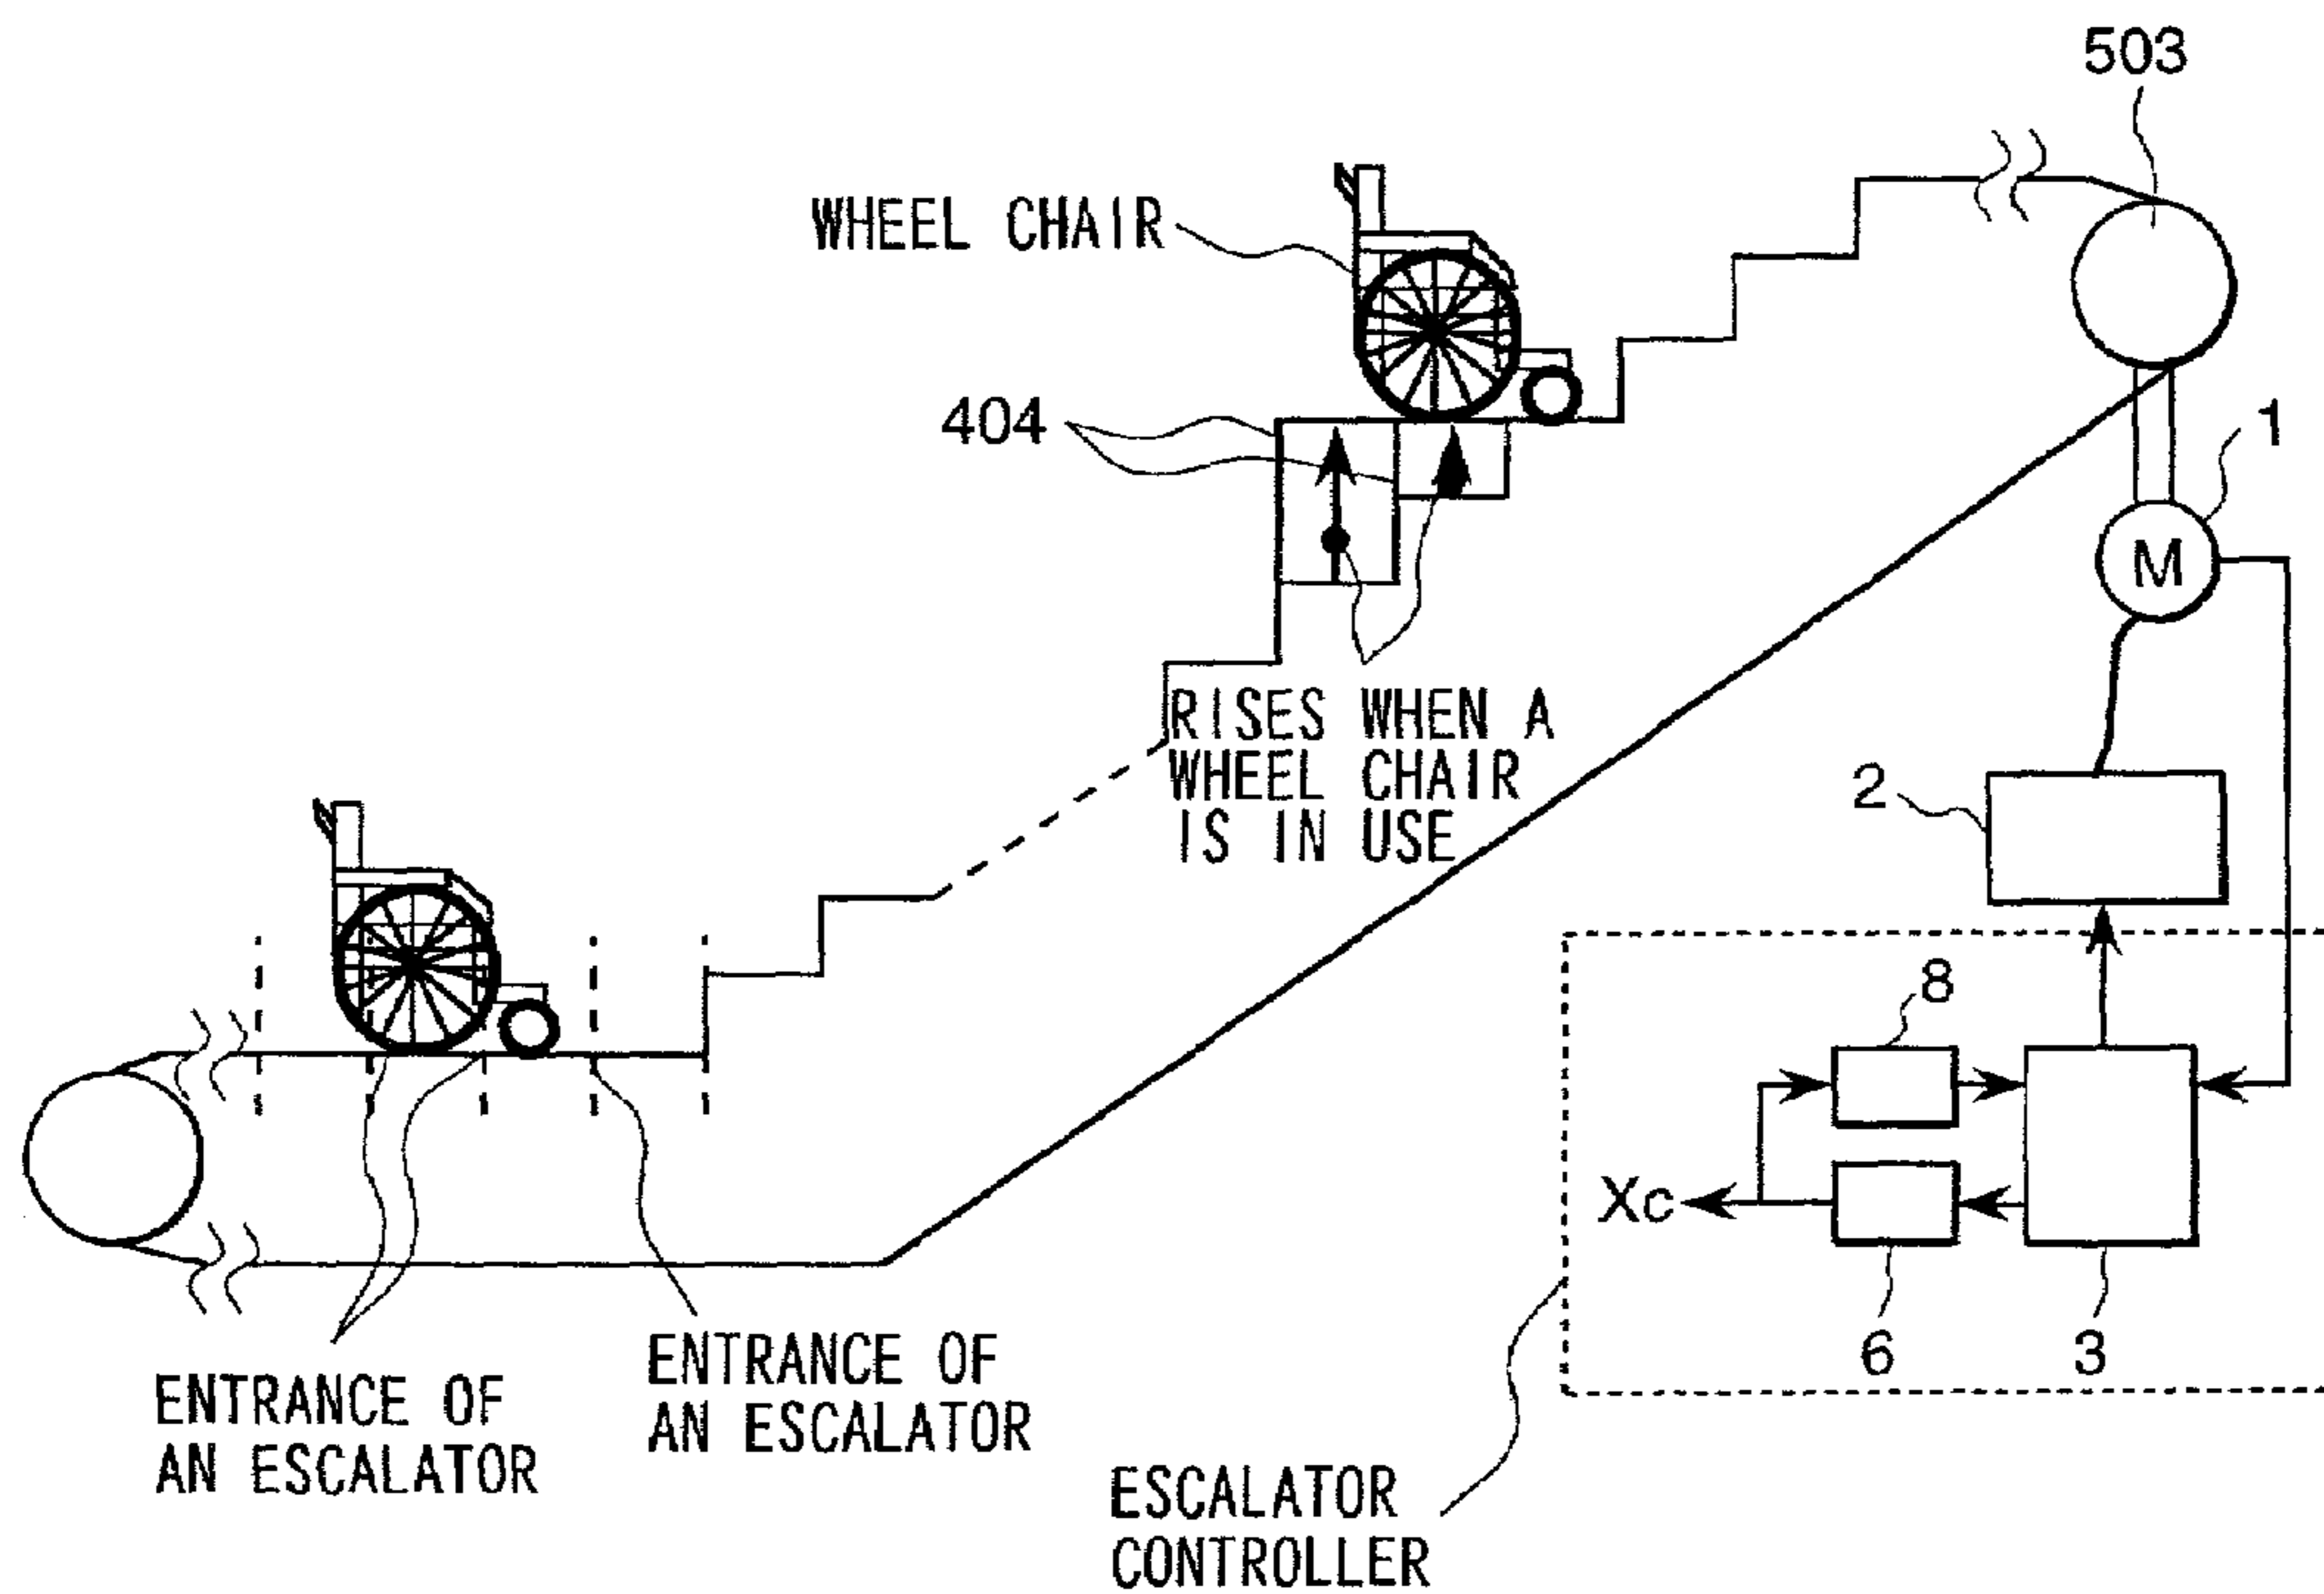 503
WHEEL CHAIR
404
1
M
RISES WHEN A
WHEEL CHAIR
IS IN USE
2
8
Xc
6
3
ENTRANCE OF
AN ESCALATOR
ENTRANCE OF
AN ESCALATOR
ESCALATOR
CONTROLLER